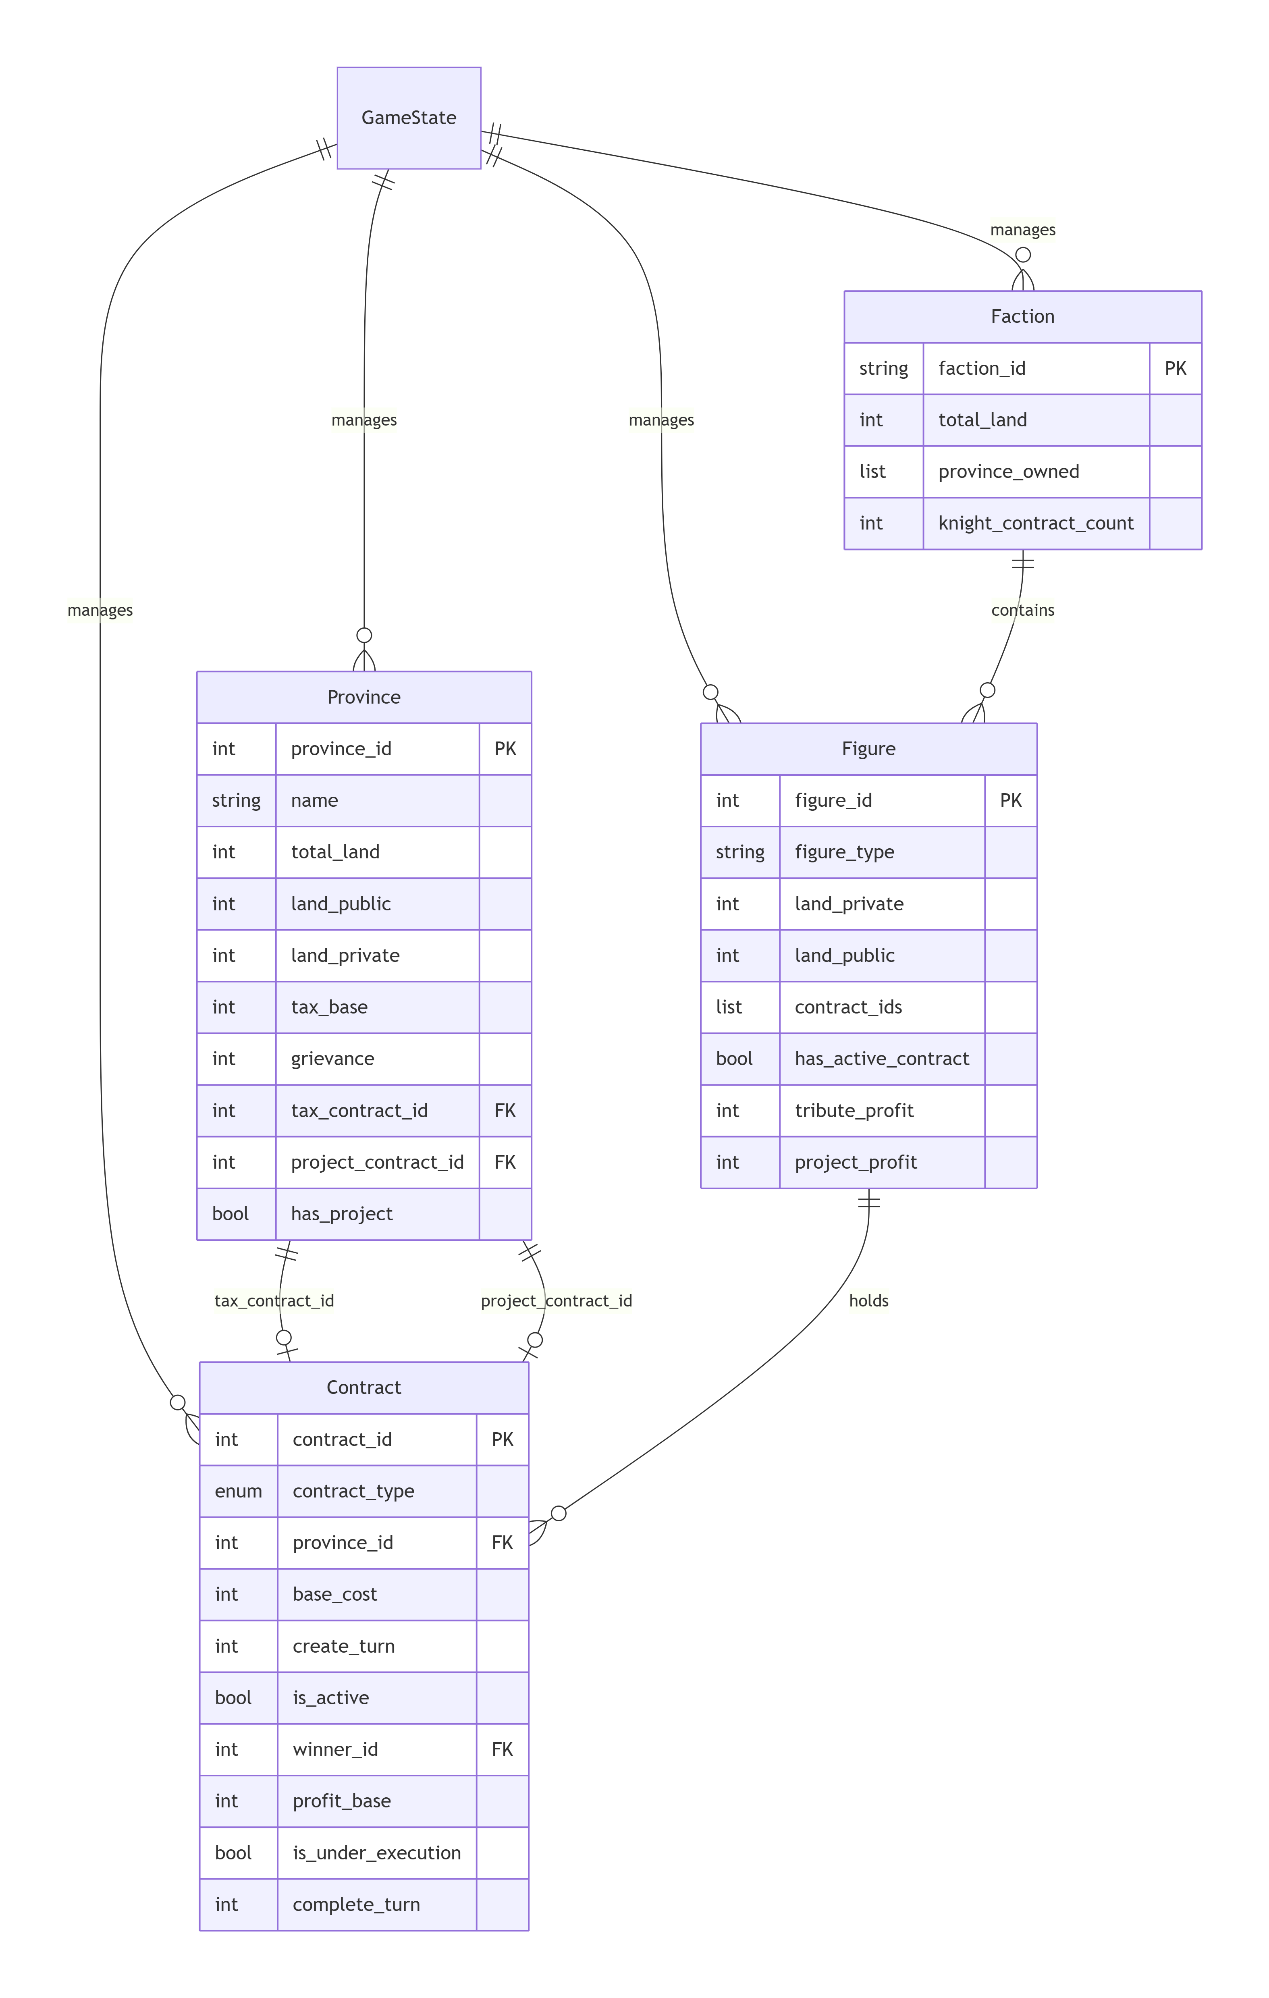 GameState
manages
Faction
string faction_id PK
int total_land
list province_owned
int knight_contract_count
manages
manages
manages
contains
Province
int province_id PK
string name
int total_land
int land_public
int land_private
int tax_base
int grievance
int tax_contract_id FK
int project_contract_id FK
bool has_project
Figure
int figure_id PK
string figure_type
int land_private
int land_public
list contract_ids
bool has_active_contract
int tribute_profit
int project_profit
tax_contract_id
project_contract_id
holds
Contract
int contract_id PK
enum contract_type
int province_id FK
int base_cost
int create_turn
bool is_active
int winner_id FK
int profit_base
bool is_under_execution
int complete_turn